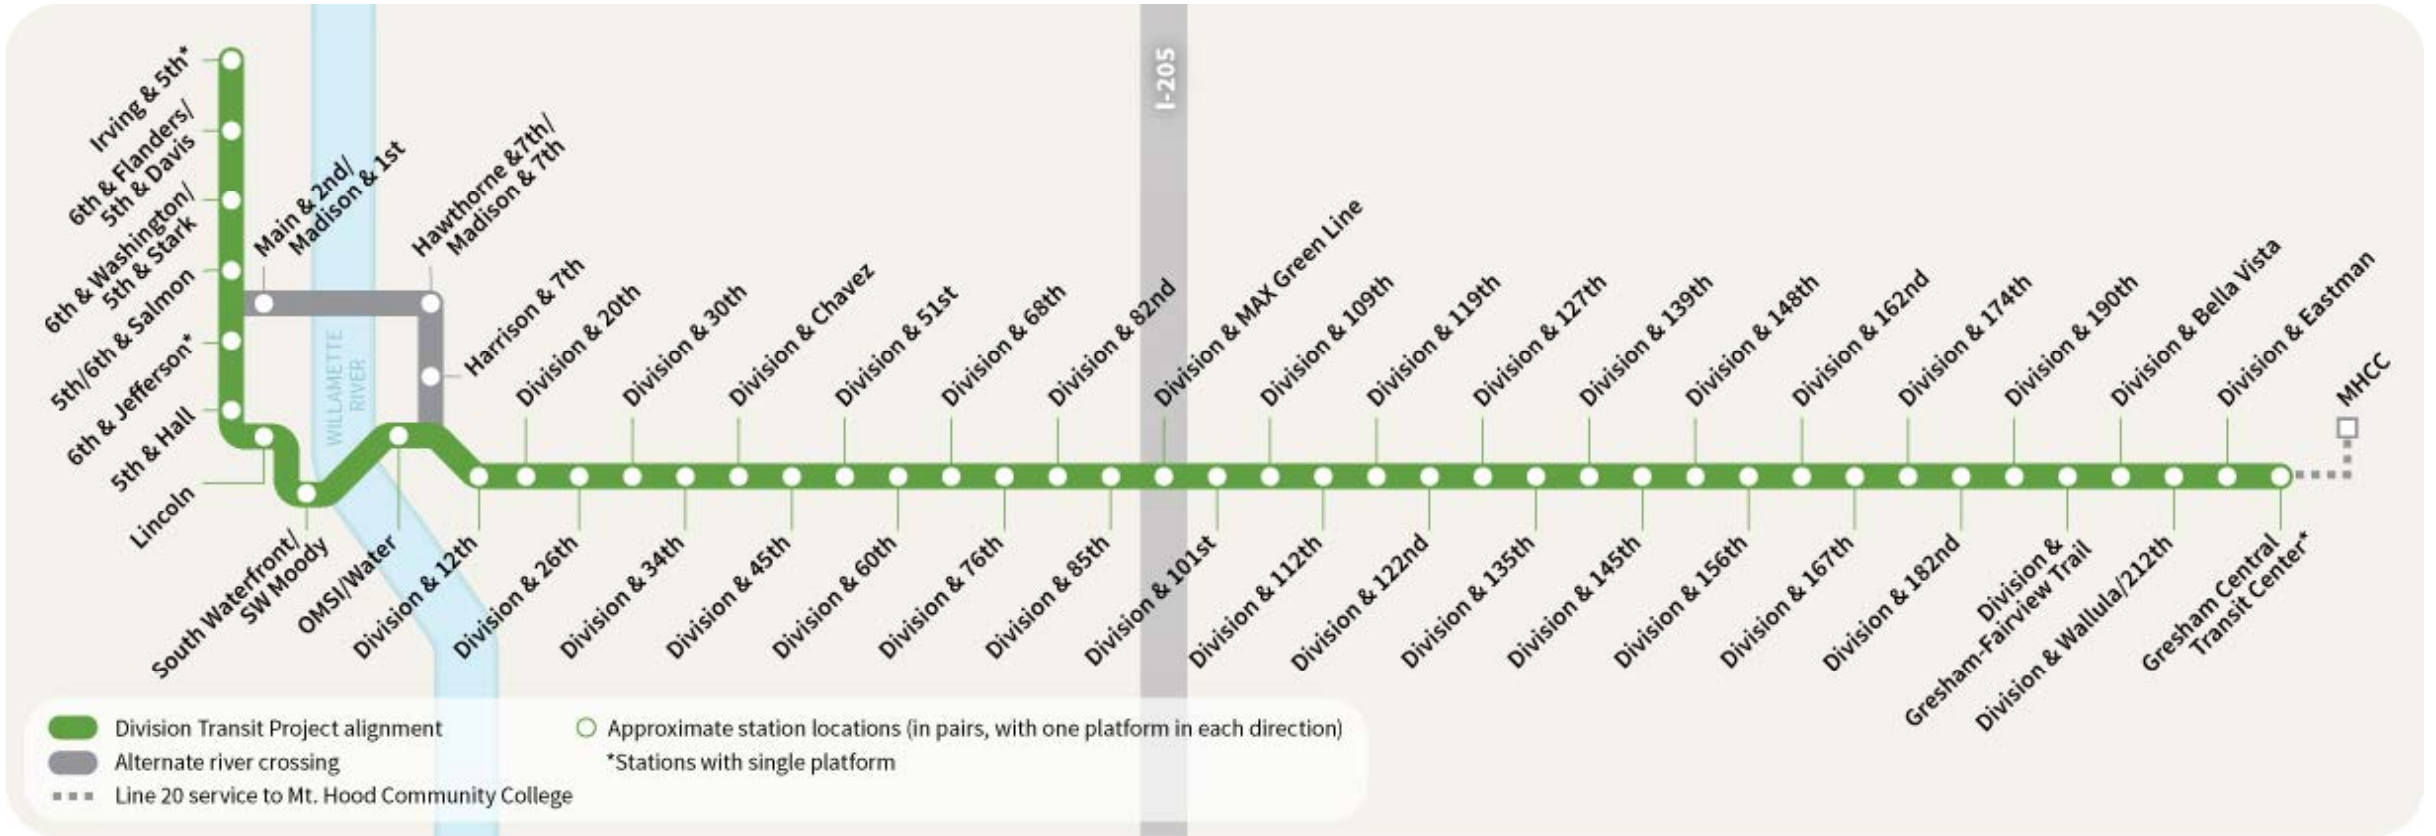 Irving & 5th*
6th & Flanders/
5th & Davis
6th & Washington/
5th & Stark
5th/6th & Salmon
6th & Jefferson*
5th & Hall
Lincoln
Main & 2nd/
Madison & 1st
Hawthorne &7th/
Madison & 7th
Harrison & 7th
WILLAMETTE
RIVER
I-205
Division & 20th
Division & 30th
Division & Chavez
Division & 51st
Division & 68th
Division & 82nd
Division & MAX Green Line
Division & 109th
Division & 119th
Division & 127th
Division & 139th
Division & 148th
Division & 162nd
Division & 174th
Division & 190th
Division & Bella Vista
Division & Eastman
MHCC
South Waterfront/
SW Moody
OMSI/Water
Division & 12th
Division & 26th
Division & 34th
Division & 45th
Division & 60th
Division & 76th
Division & 85th
Division & 101st
Division & 112th
Division & 122nd
Division & 135th
Division & 145th
Division & 156th
Division & 167th
Division & 182nd
Division &
Gresham-Fairview Trail
Division & Wallula/212th
Gresham Central
Transit Center*
Division Transit Project alignment
Alternate river crossing
Line 20 service to Mt. Hood Community College
Approximate station locations (in pairs, with one platform in each direction)
*Stations with single platform